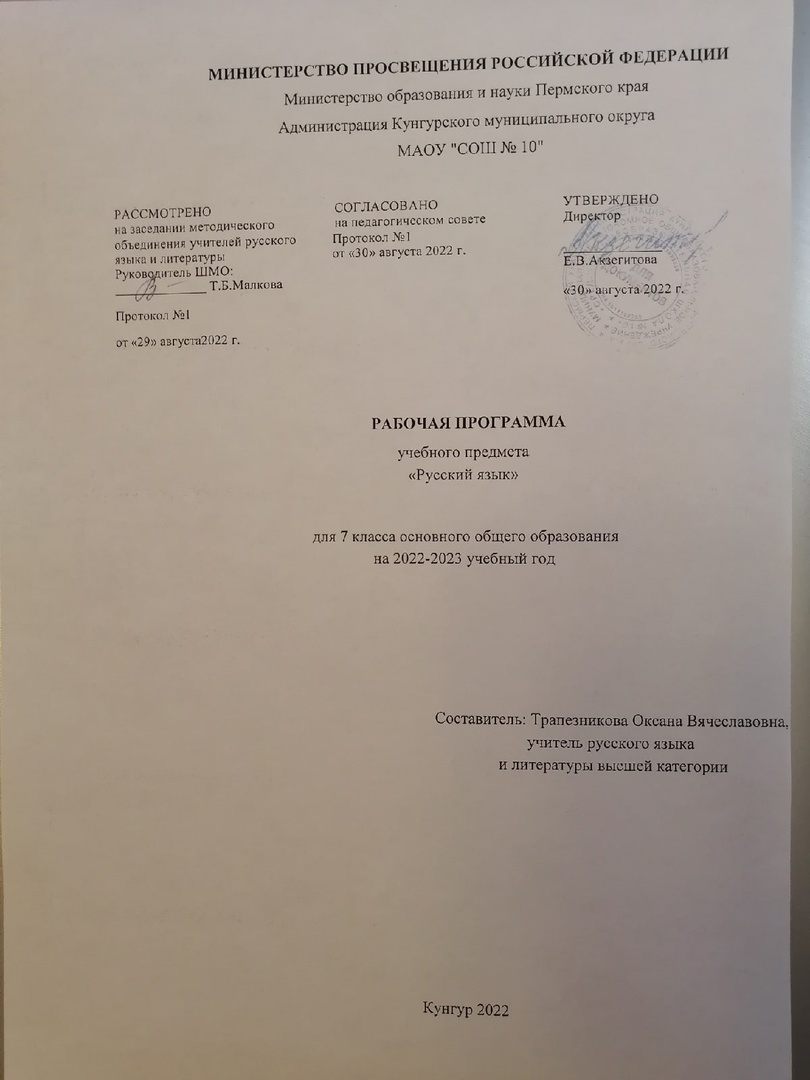 МИНИСТЕРСТВО ПРОСВЕЩЕНИЯ РОССИЙСКОЙ ФЕДЕРАЦИИ
Министерство образования и науки Пермского края
Администрация Кунгурского муниципального округа
МАОУ "СОШ № 10"
РАССМОТРЕНО
на заседании методического
объединения учителей русского
языка и литературы
Руководитель ШМО:
Т.Б.Малкова
Протокол №1
от «29» августа2022 г.
СОГЛАСОВАНО
на педагогическом совете
Протокол №1
от «30» августа 2022 г.
УТВЕРЖДЕНО
Директор
Е.В.Акзегитова
«30» августа 2022 г.
РАБОЧАЯ ПРОГРАММА
учебного предмета
«Русский язык»
для 7 класса основного общего образования
на 2022-2023 учебный год
Составитель: Трапезникова Оксана Вячеславовна,
учитель русского языка
и литературы высшей категории
Кунгур 2022